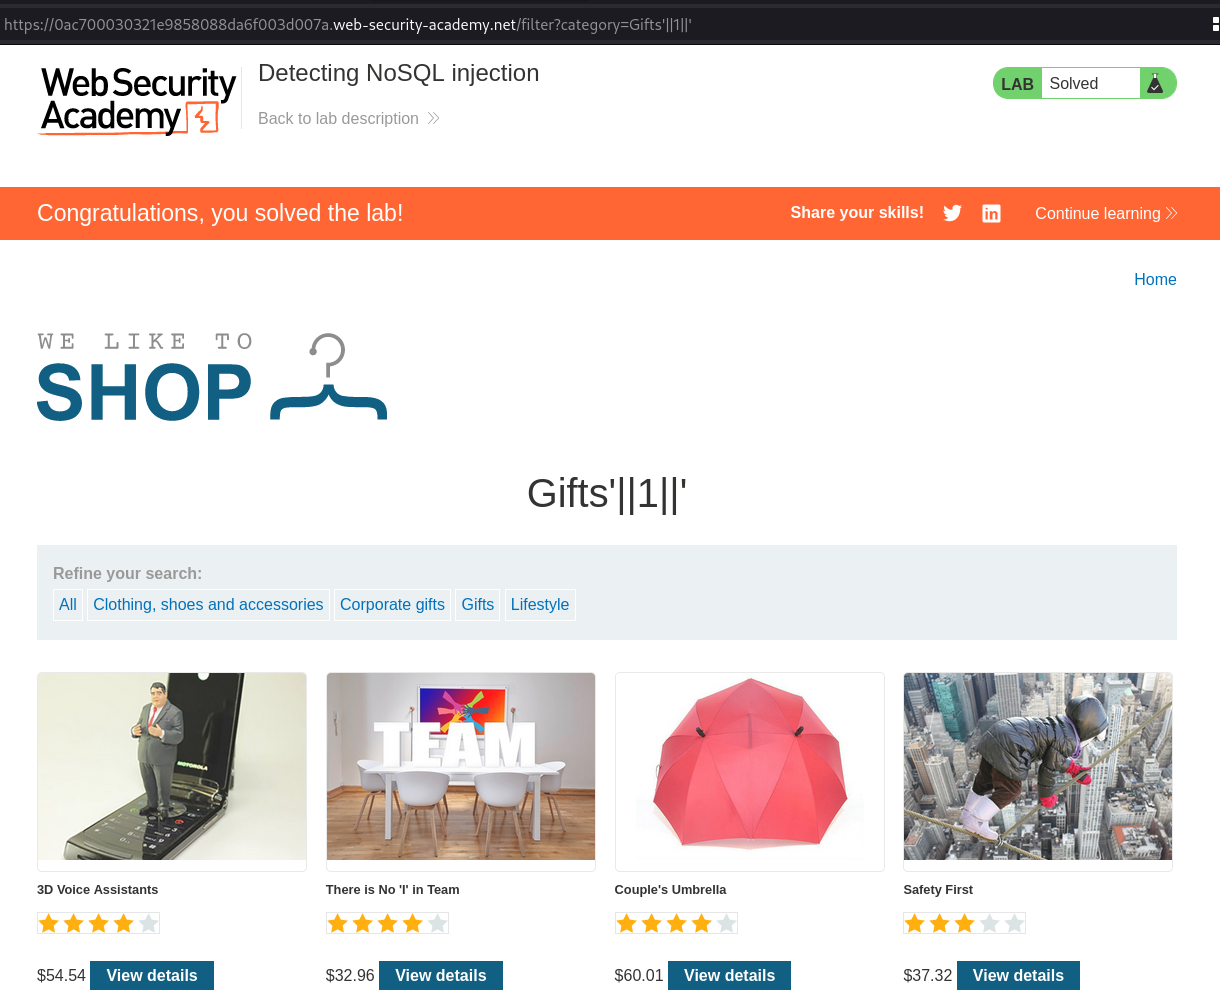 https://0ac700030321e9858088da6f003d007a.web-security-academy.net/filter?category=Gifts'||1||'
Web Security
Academy
Detecting NoSQL injection
Back to lab description
LAB Solved
Congratulations, you solved the lab!
Share your skills!
Continue learning
Home
WE LIKE TO
SHOP
Gifts'||1||'
Refine your search:
All Clothing, shoes and accessories Corporate gifts Gifts Lifestyle
MOTOROLA
TEAM
3D Voice Assistants
There is No 'I' in Team
Couple's Umbrella
Safety First
$54.54 View details
$32.96 View details
$60.01 View details
$37.32 View details